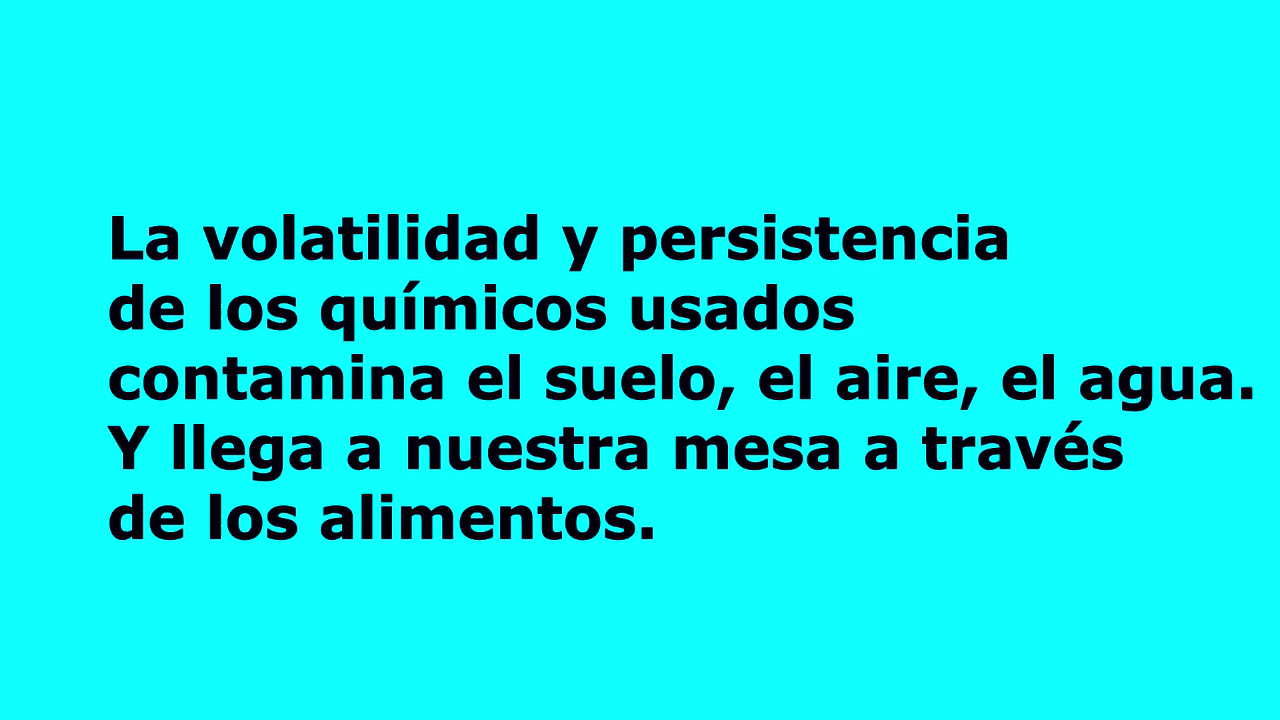 La volatilidad y persistencia
de los químicos usados
contamina el suelo, el aire, el agua.
Y llega a nuestra mesa a través
de los alimentos.